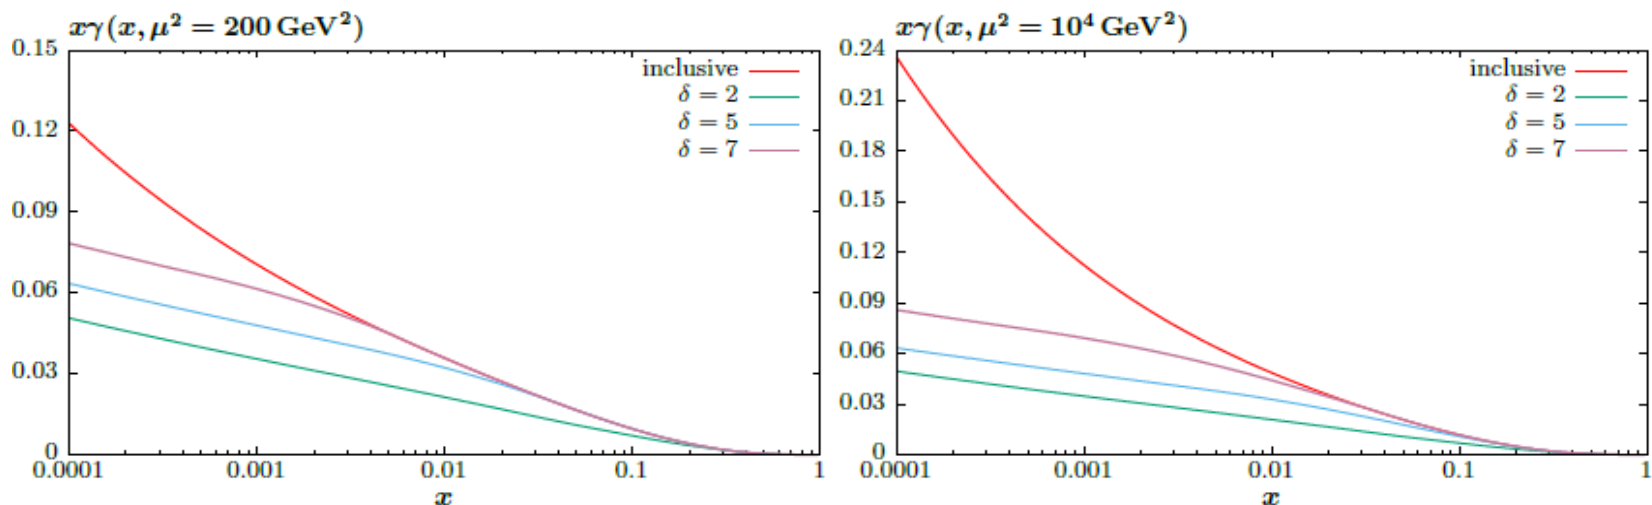 xγ(x, μ² = 200 GeV²)
0.15
0.12
0.09
0.06
0.03
0
0.0001 0.001 0.01 0.1 1
x
inclusive
δ = 2
δ = 5
δ = 7
xγ(x, μ² = 10⁴ GeV²)
0.24
0.21
0.18
0.15
0.12
0.09
0.06
0.03
0
0.0001 0.001 0.01 0.1 1
x
inclusive
δ = 2
δ = 5
δ = 7